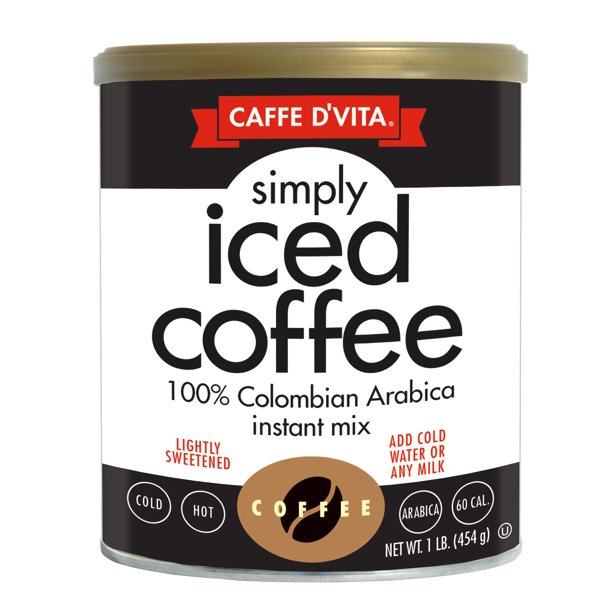 CAFFE D'VITA®
simply
iced
coffee
100% Colombian Arabica
instant mix
LIGHTLY
SWEETENED
ADD COLD
WATER OR
ANY MILK
COLD
HOT
COFFEE
ARABICA
60 CAL.
U
NET WT. 1 LB. (454 g)